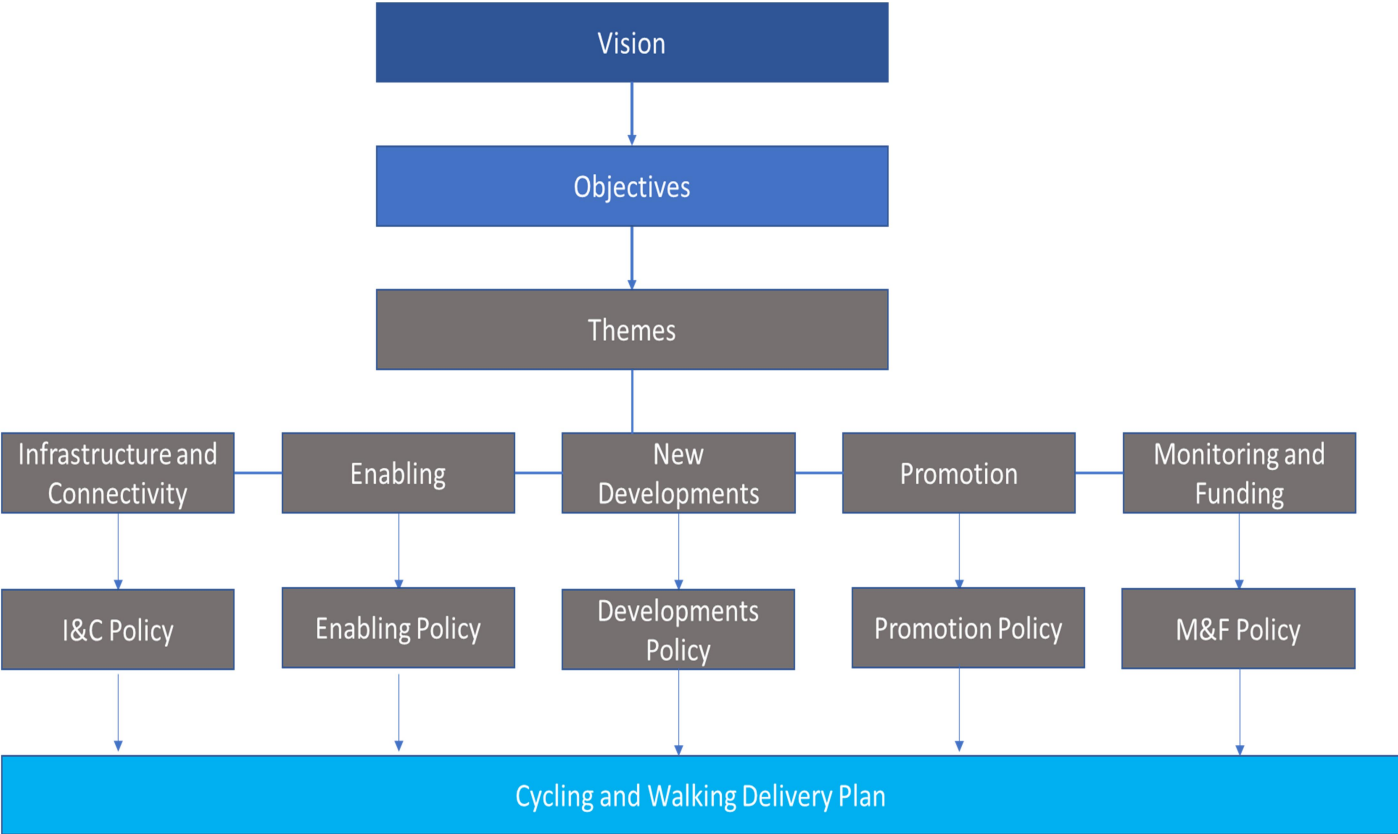 Vision
Objectives
Themes
Infrastructure and
Connectivity
Enabling
New
Developments
Promotion
Monitoring and
Funding
I&C Policy
Enabling Policy
Developments
Policy
Promotion Policy
M&F Policy
Cycling and Walking Delivery Plan